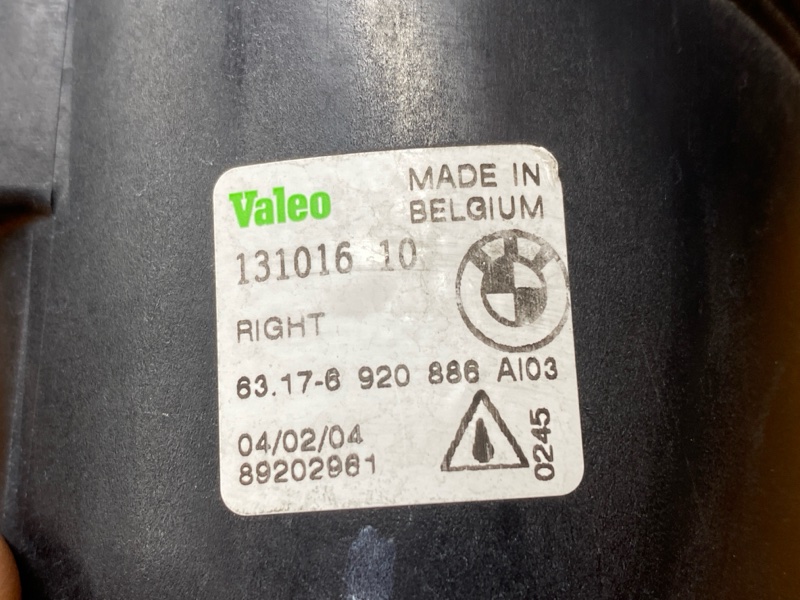 Valeo
MADE IN
BELGIUM
131016 10
RIGHT
63.17-6 920 886 AI03
04/02/04
89202961
0245